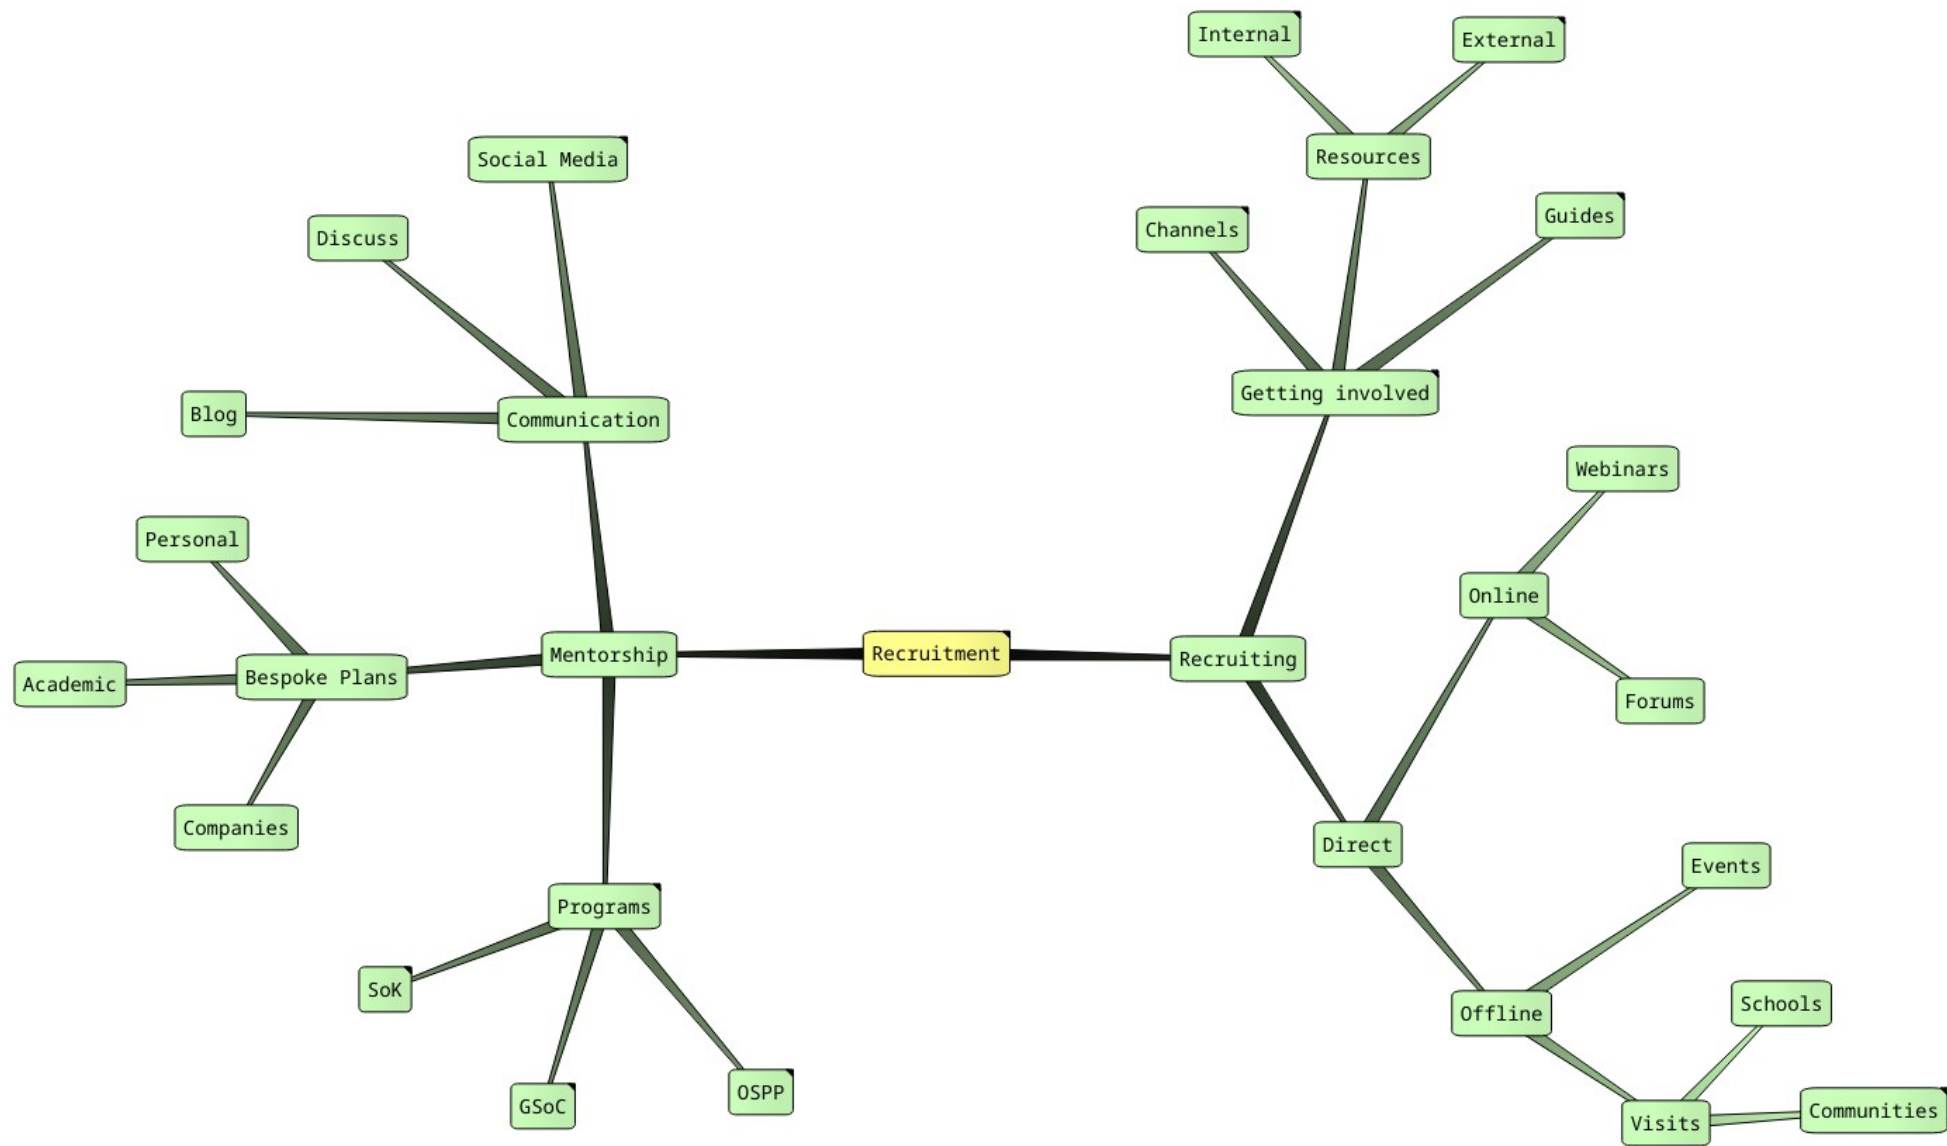 Internal
External
Social Media
Resources
Discuss
Channels
Guides
Getting involved
Blog
Communication
Webinars
Personal
Online
Mentorship
Recruitment
Recruiting
Bespoke Plans
Academic
Forums
Companies
Direct
Events
Programs
SoK
Schools
Offline
OSPP
GSoC
Communities
Visits